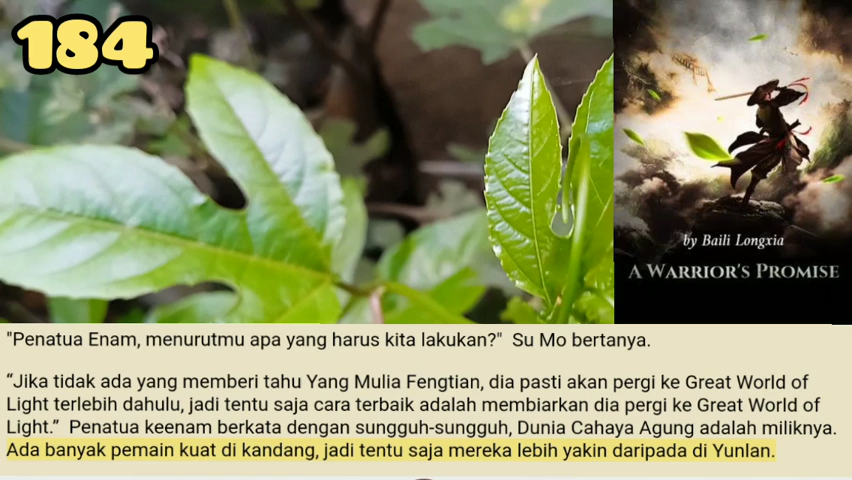 184
by Baili Longxia
A WARRIOR'S PROMISE
"Penatua Enam, menurutmu apa yang harus kita lakukan?"  Su Mo bertanya.
“Jika tidak ada yang memberi tahu Yang Mulia Fengtian, dia pasti akan pergi ke Great World of
Light terlebih dahulu, jadi tentu saja cara terbaik adalah membiarkan dia pergi ke Great World of
Light.”  Penatua keenam berkata dengan sungguh-sungguh, Dunia Cahaya Agung adalah miliknya.
Ada banyak pemain kuat di kandang, jadi tentu saja mereka lebih yakin daripada di Yunlan.